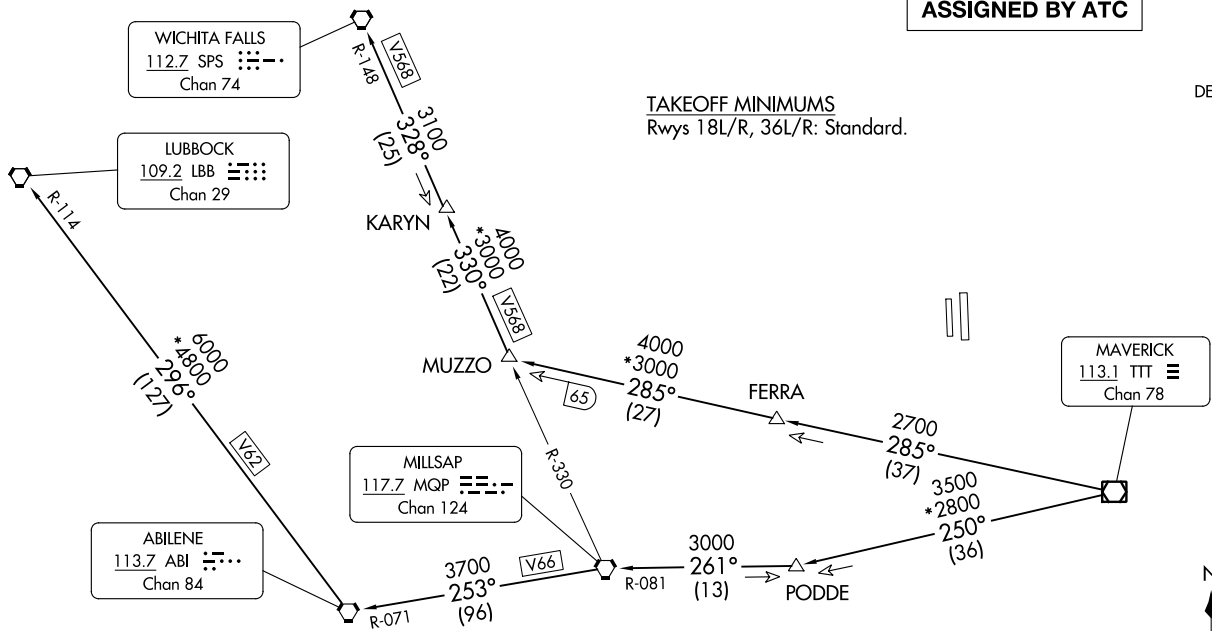 ASSIGNED BY ATC
WICHITA FALLS
112.7 SPS
Chan 74
R-148
V568
3100
328°
(25)
TAKEOFF MINIMUMS
Rwys 18L/R, 36L/R: Standard.
DE
LUBBOCK
109.2 LBB
Chan 29
R-114
KARYN
4000
*3000
330°
(22)
V568
MUZZO
6000
*4800
296°
(127)
V62
4000
*3000
285°
(27)
65
FERRA
MAVERICK
113.1 TTT
Chan 78
2700
285°
(37)
3500
*2800
250°
(36)
R-330
MILLSAP
117.7 MQP
Chan 124
ABILENE
113.7 ABI
Chan 84
3700
253°
(96)
V66
R-071
R-081
3000
261°
(13)
PODDE
N